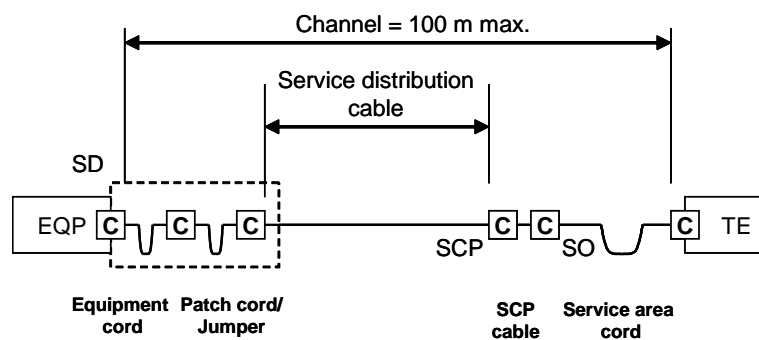 Channel = 100 m max.
Service distribution
cable
SD
EQP
C
C
C
SCP
C
C
SO
C
TE
Equipment
cord
Patch cord/
Jumper
SCP
cable
Service area
cord